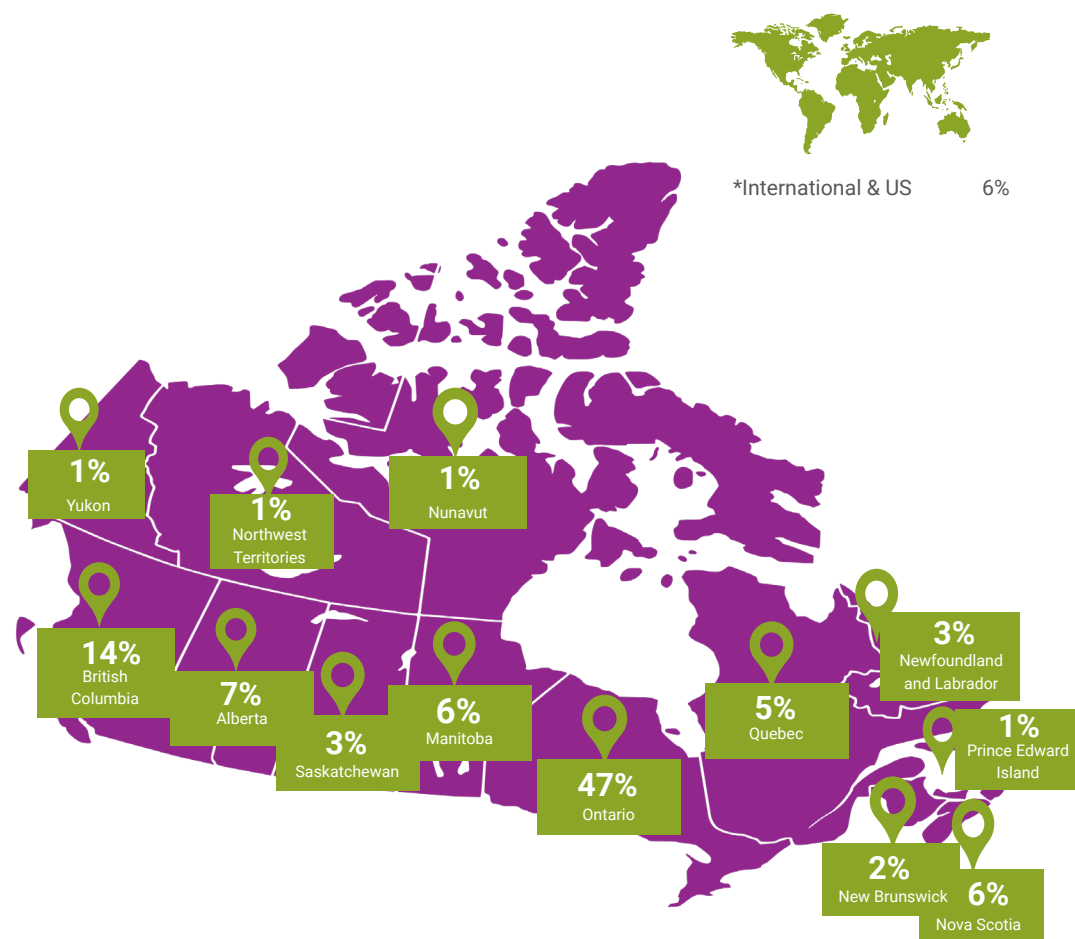 *International & US 6%
1%
Yukon
1%
Northwest
Territories
1%
Nunavut
14%
British
Columbia
7%
Alberta
3%
Saskatchewan
6%
Manitoba
47%
Ontario
5%
Quebec
3%
Newfoundland
and Labrador
1%
Prince Edward
Island
2%
New Brunswick
6%
Nova Scotia